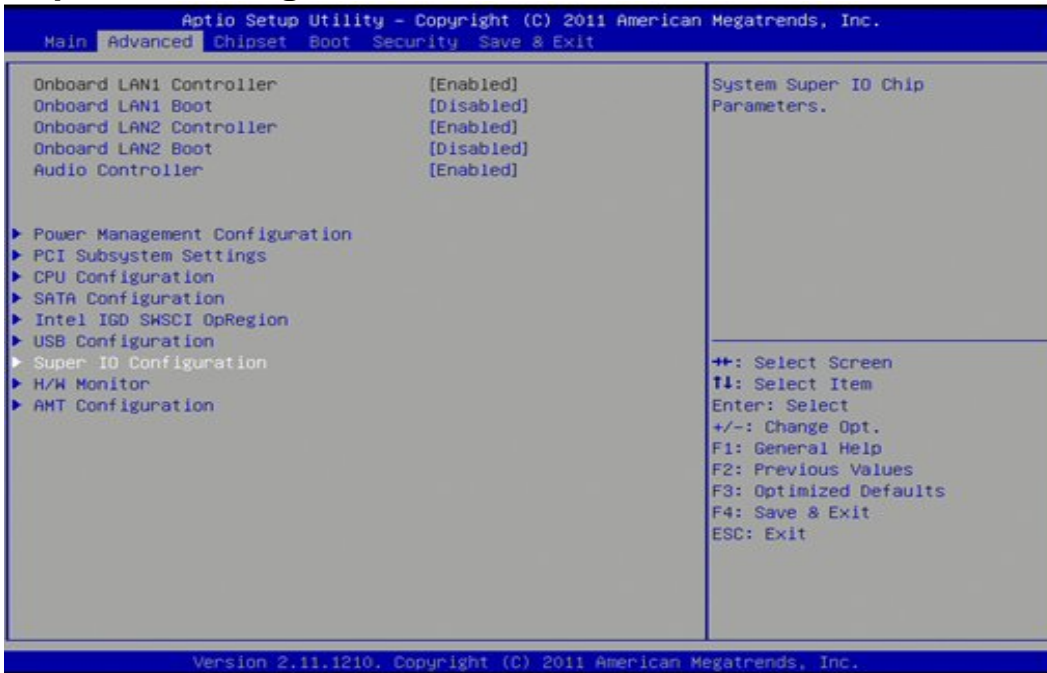 Aptio Setup Utility - Copyright (C) 2011 American Megatrends, Inc.
Main Advanced Chipset Boot Security Save & Exit
Onboard LAN1 Controller [Enabled]
Onboard LAN1 Boot [Disabled]
Onboard LAN2 Controller [Enabled]
Onboard LAN2 Boot [Disabled]
Audio Controller [Enabled]
Power Management Configuration
PCI Subsystem Settings
CPU Configuration
SATA Configuration
Intel IGD SWSCI OpRegion
USB Configuration
Super IO Configuration
H/W Monitor
AMT Configuration
System Super IO Chip
Parameters.
→←: Select Screen
↑↓: Select Item
Enter: Select
+/-: Change Opt.
F1: General Help
F2: Previous Values
F3: Optimized Defaults
F4: Save & Exit
ESC: Exit
Version 2.11.1210. Copyright (C) 2011 American Megatrends, Inc.